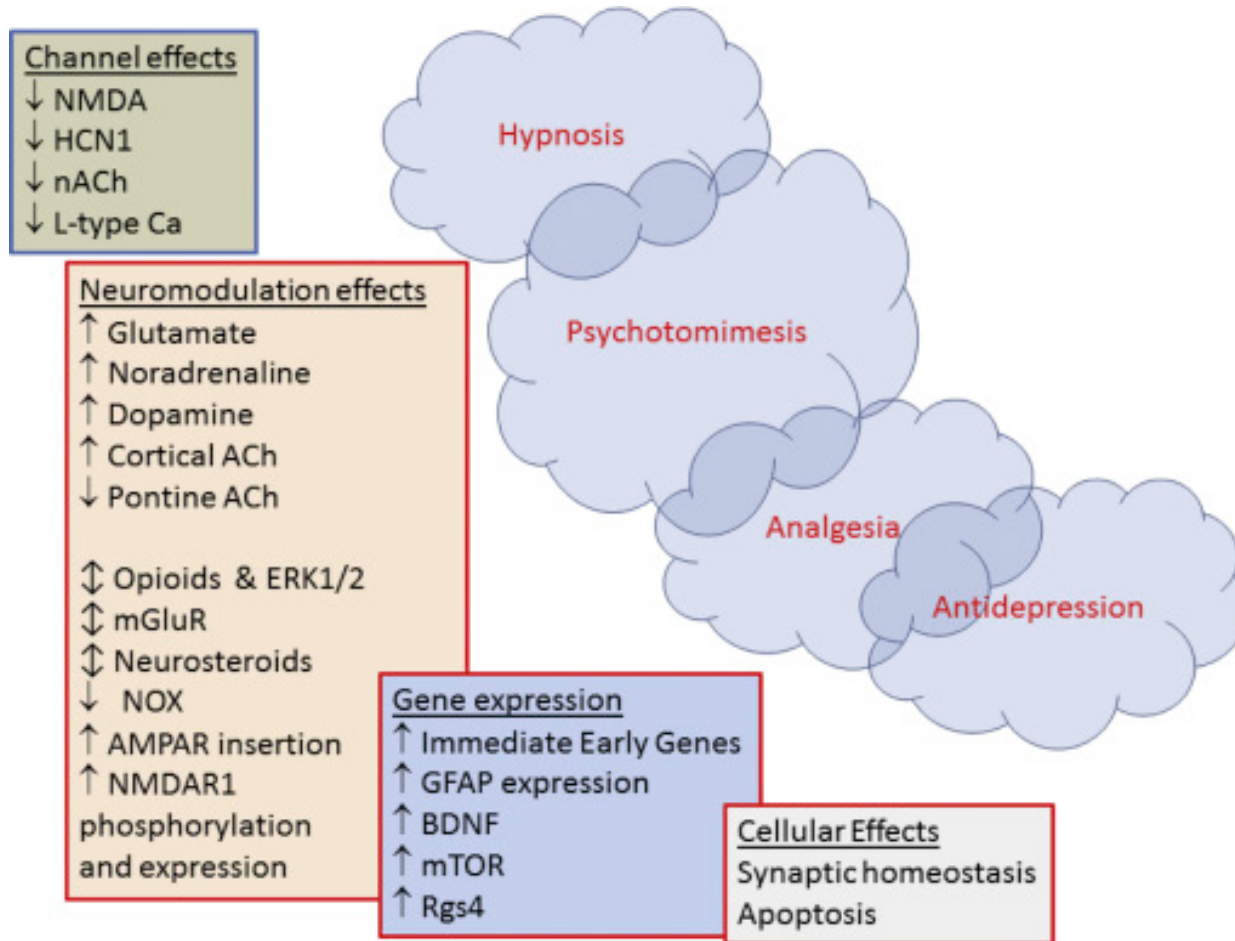 Channel effects
↓ NMDA
↓ HCN1
↓ nACh
↓ L-type Ca
Hypnosis
Psychotomimesis
Analgesia
Antidepression
Neuromodulation effects
↑ Glutamate
↑ Noradrenaline
↑ Dopamine
↑ Cortical ACh
↓ Pontine ACh
↕ Opioids & ERK1/2
↕ mGluR
↕ Neurosteroids
↓ NOX
↑ AMPAR insertion
↑ NMDAR1
phosphorylation
and expression
Gene expression
↑ Immediate Early Genes
↑ GFAP expression
↑ BDNF
↑ mTOR
↑ Rgs4
Cellular Effects
Synaptic homeostasis
Apoptosis